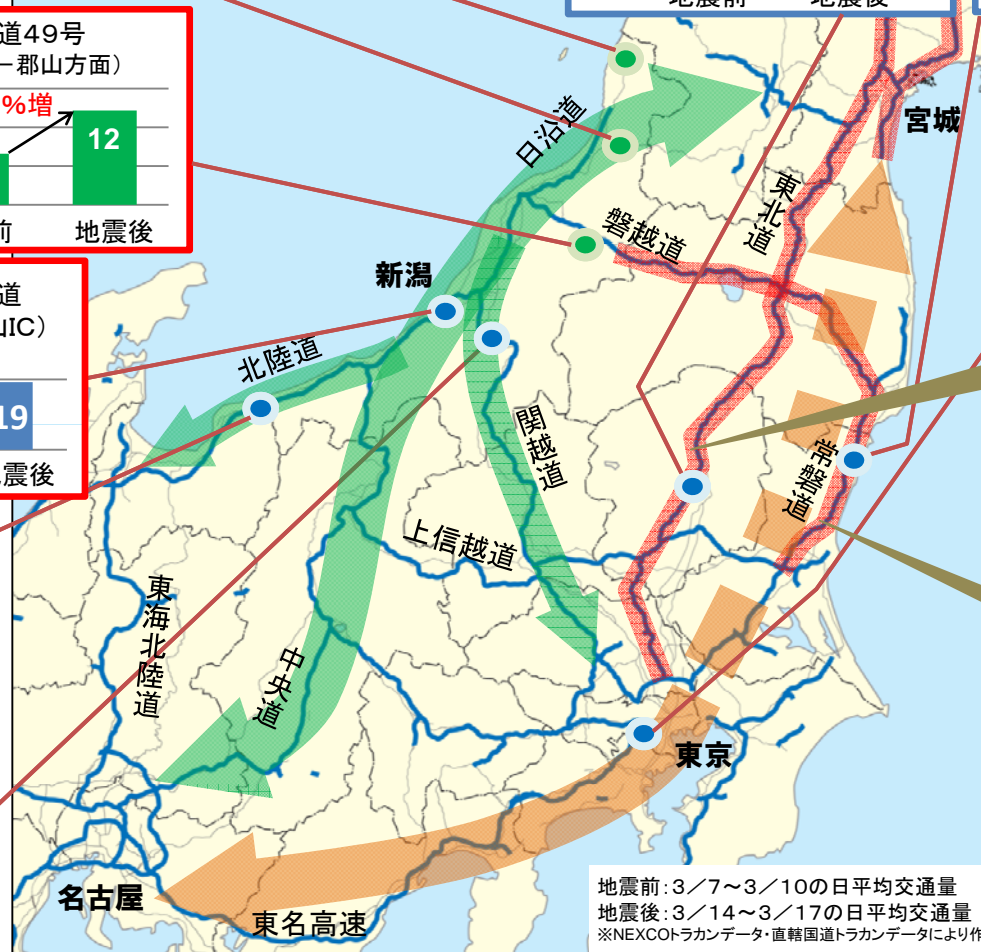 地震前 地震後
道49号
－郡山方面）
%増
12
前 地震後
道
IC）
19
震後
日沿道
宮城
東北道
磐越道
新潟
北陸道
関越道
常磐道
上信越道
東海北陸道
中央道
東京
名古屋
東名高速
地震前：3／7～3／10の日平均交通量
地震後：3／14～3／17の日平均交通量
※NEXCOトラカンデータ・直轄国道トラカンデータにより作